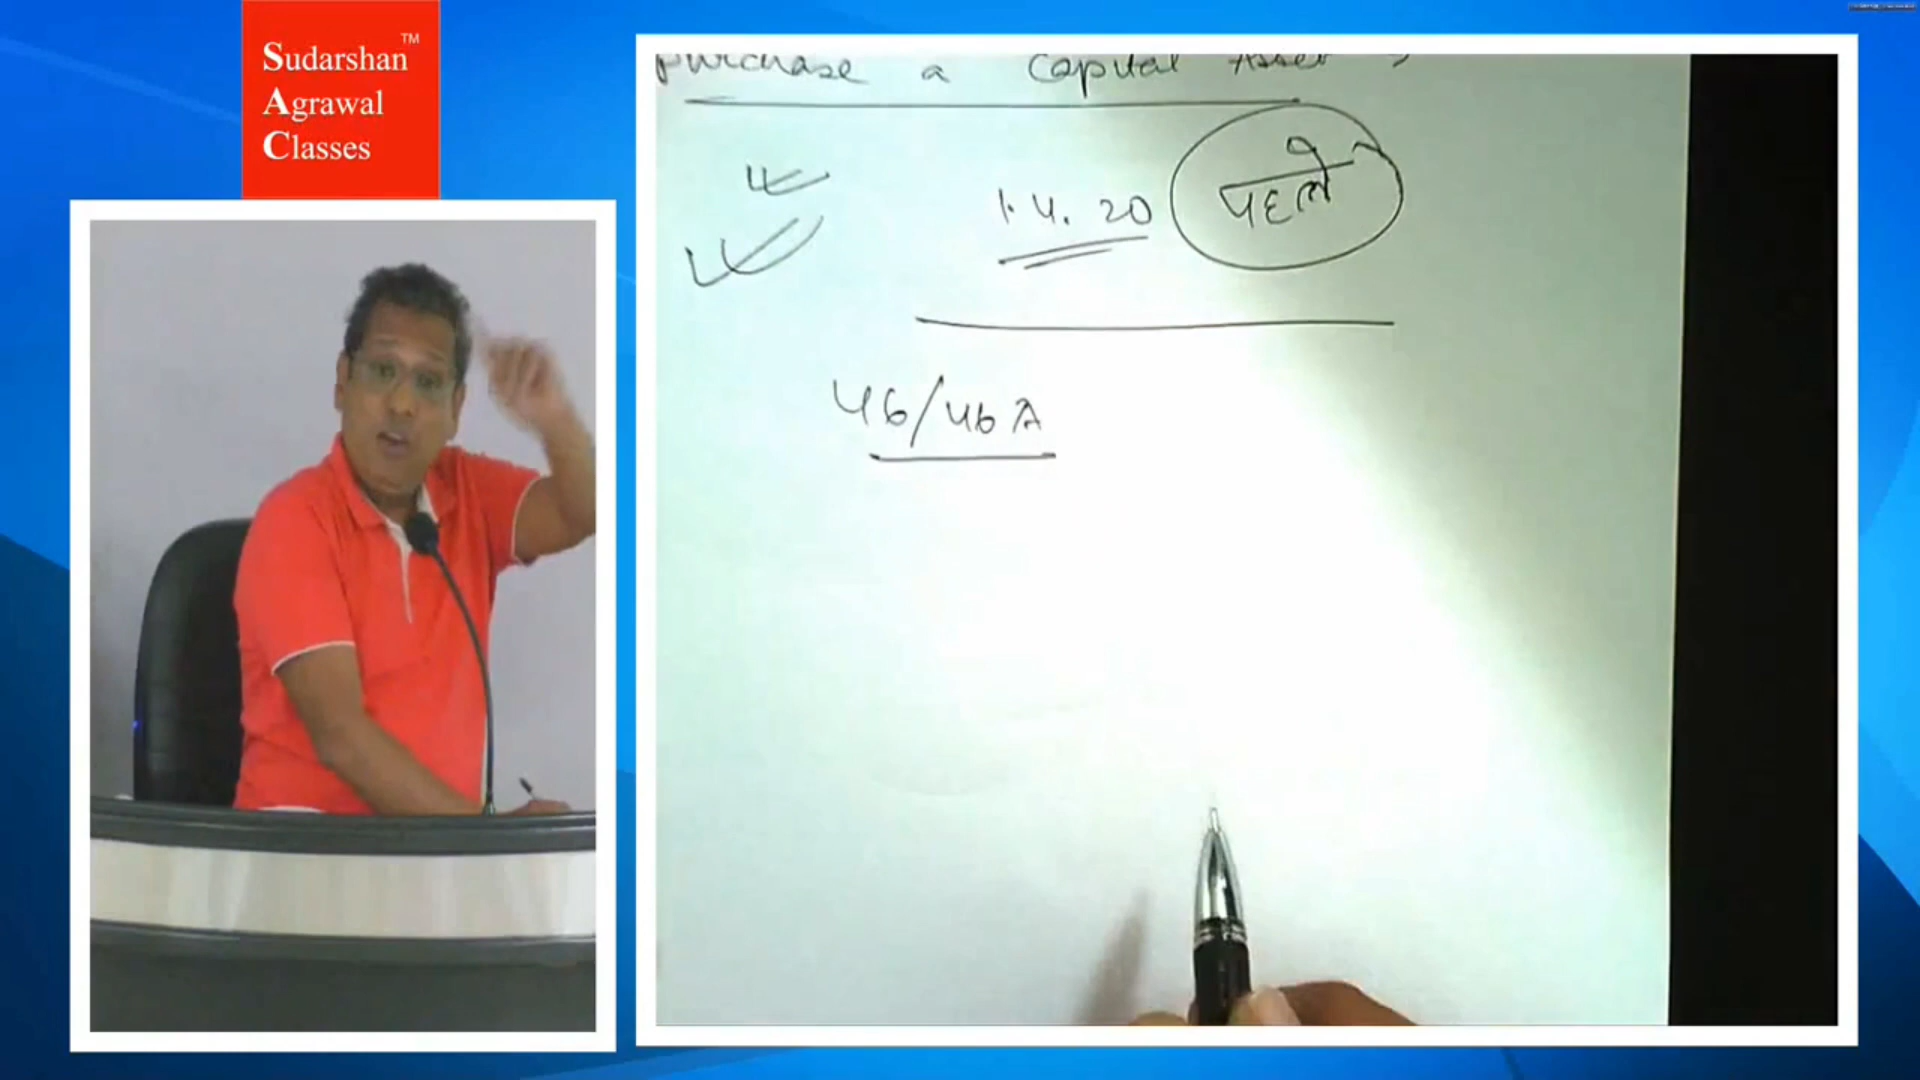 Sudarshan™
Agrawal
Classes
purchase a Capital Asset
1.4.20 पहले
46/46A